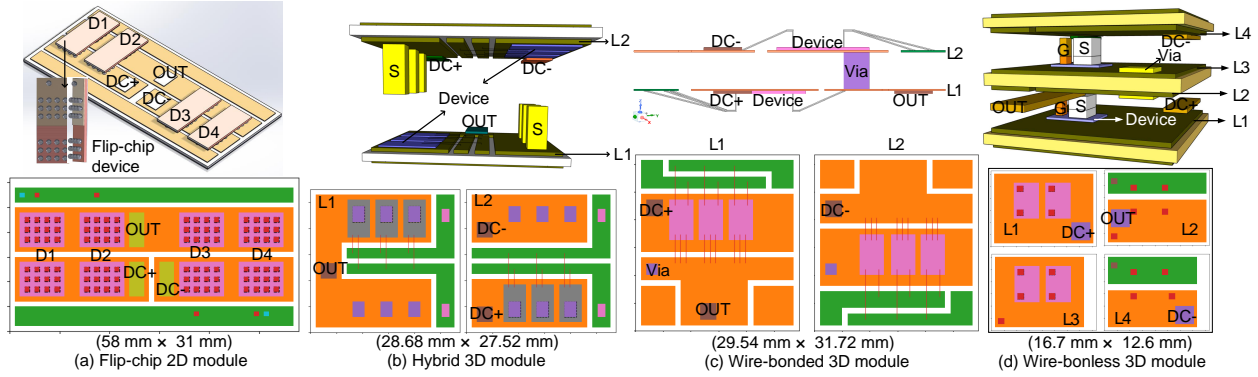 D1
D2
OUT
DC+
DC-
D3
D4
Flip-chip
device
OUT
D1
D2
DC+
DC-
D3
D4
(58 mm × 31 mm)
(a) Flip-chip 2D module
L2
S
DC+
DC-
Device
OUT
S
L1
L1
OUT
L2
DC-
DC+
(28.68 mm × 27.52 mm)
(b) Hybrid 3D module
DC-
Device
L2
Via
L1
DC+
Device
OUT
L1
L2
DC+
Via
OUT
DC-
(29.54 mm × 31.72 mm)
(c) Wire-bonded 3D module
L4
DC-
Via
G
S
L3
L2
OUT
DC+
G
S
Device
L1
L1
DC+
OUT
L2
L3
L4
DC-
(16.7 mm × 12.6 mm)
(d) Wire-bonless 3D module